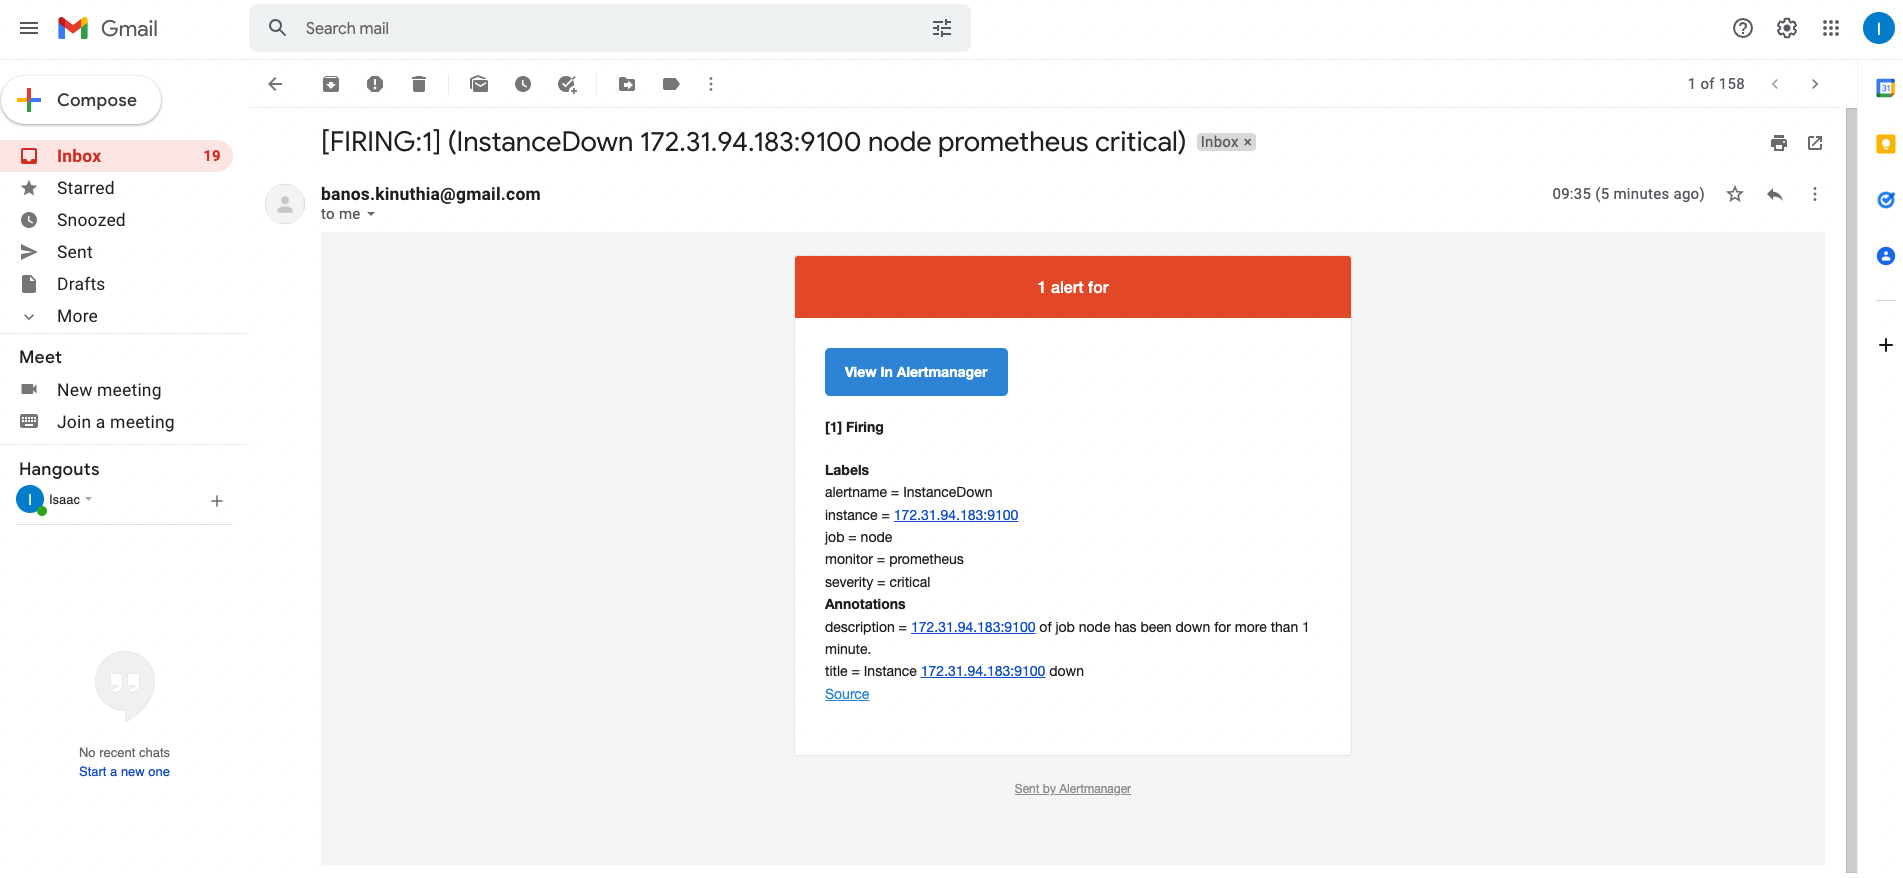 Gmail
Search mail
I
Compose
1 of 158
31
[FIRING:1] (InstanceDown 172.31.94.183:9100 node prometheus critical) Inbox ×
Inbox 19
Starred
Snoozed
Sent
Drafts
More
Meet
New meeting
Join a meeting
Hangouts
I Isaac
No recent chats
Start a new one
banos.kinuthia@gmail.com
to me
09:35 (5 minutes ago)
1 alert for
View In Alertmanager
[1] Firing
Labels
alertname = InstanceDown
instance = 172.31.94.183:9100
job = node
monitor = prometheus
severity = critical
Annotations
description = 172.31.94.183:9100 of job node has been down for more than 1
minute.
title = Instance 172.31.94.183:9100 down
Source
Sent by Alertmanager